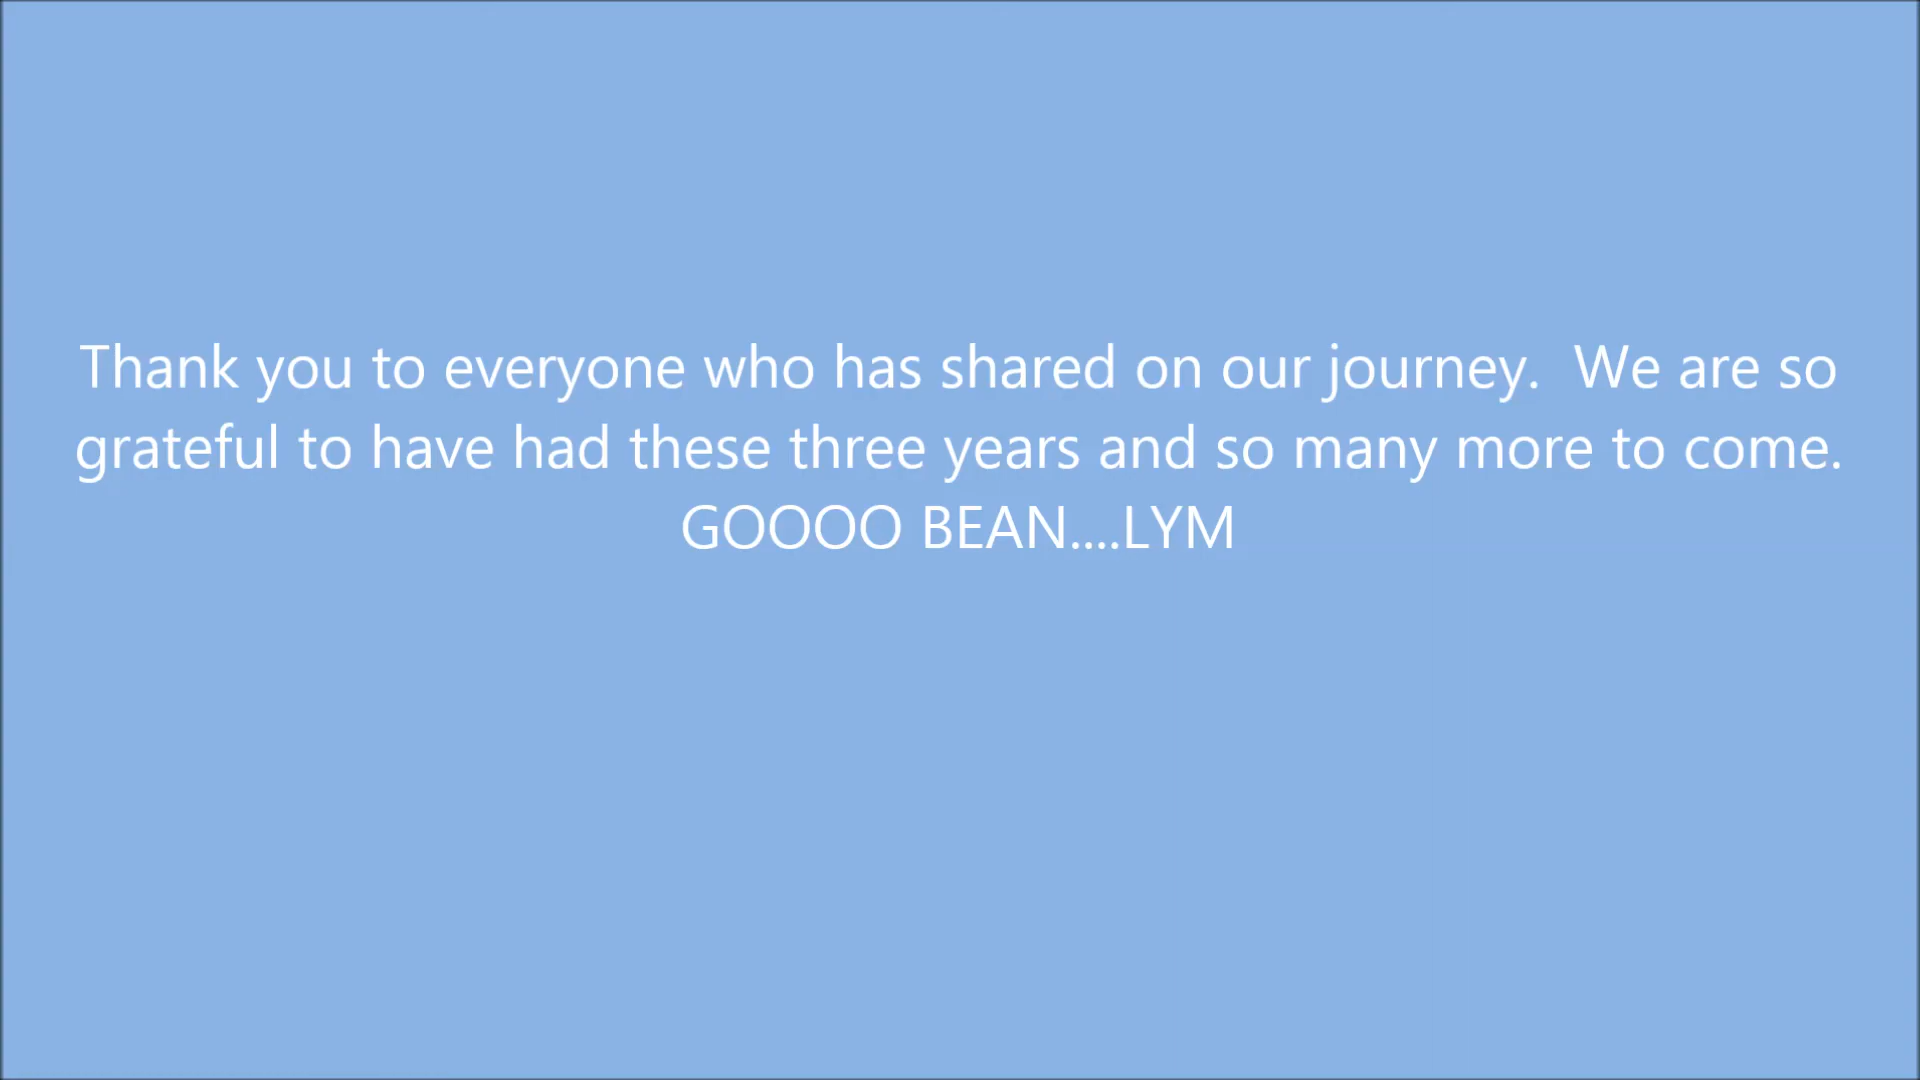 Thank you to everyone who has shared on our journey.  We are so
grateful to have had these three years and so many more to come.
GOOOO BEAN....LYM